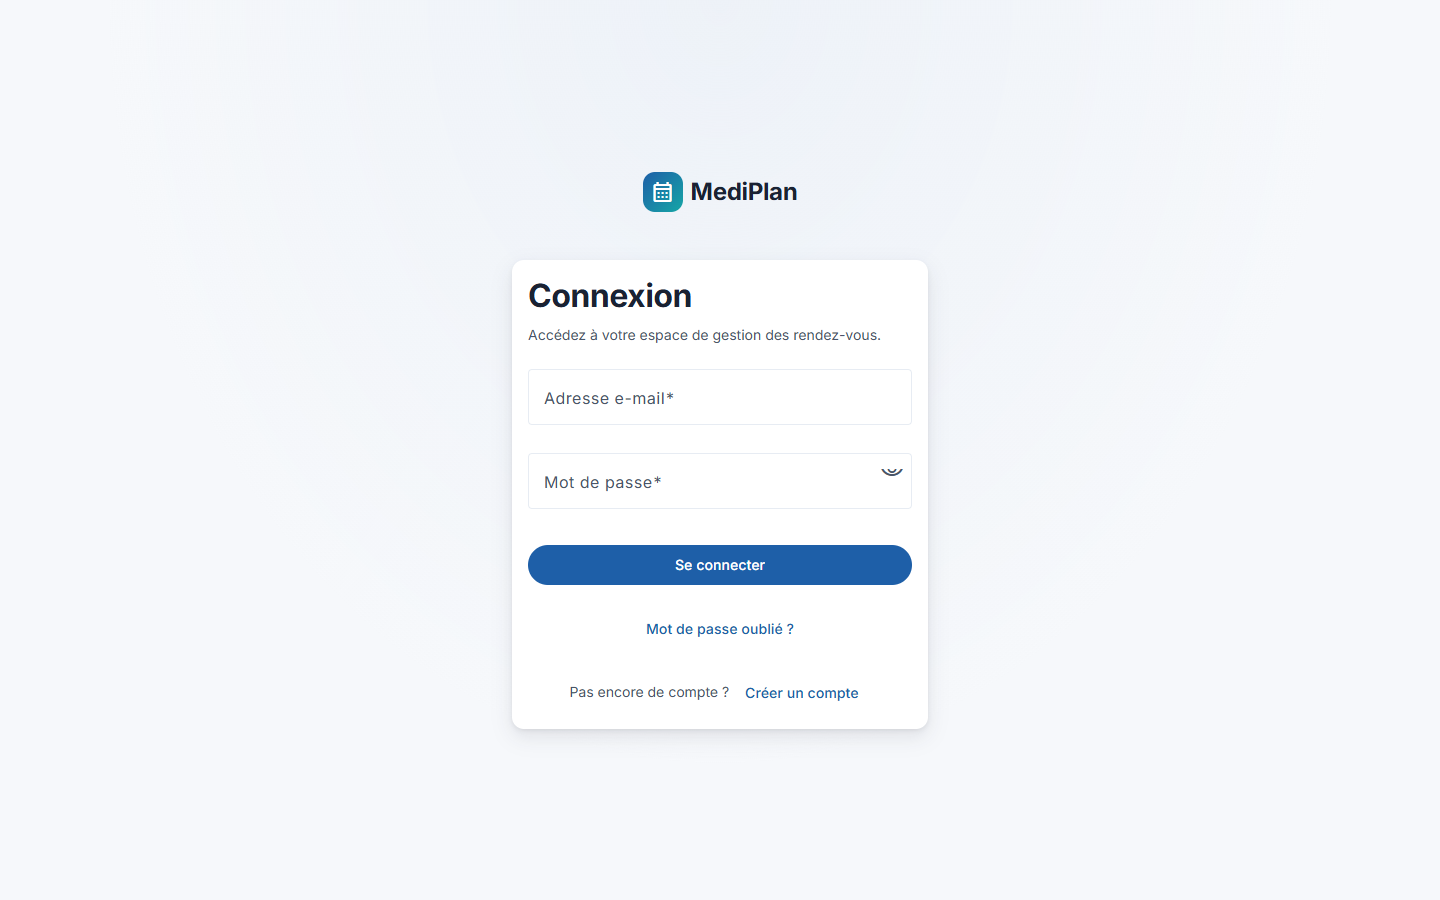 MediPlan
Connexion
Accédez à votre espace de gestion des rendez-vous.
Adresse e-mail*
Mot de passe*
Se connecter
Mot de passe oublié ?
Pas encore de compte ? Créer un compte